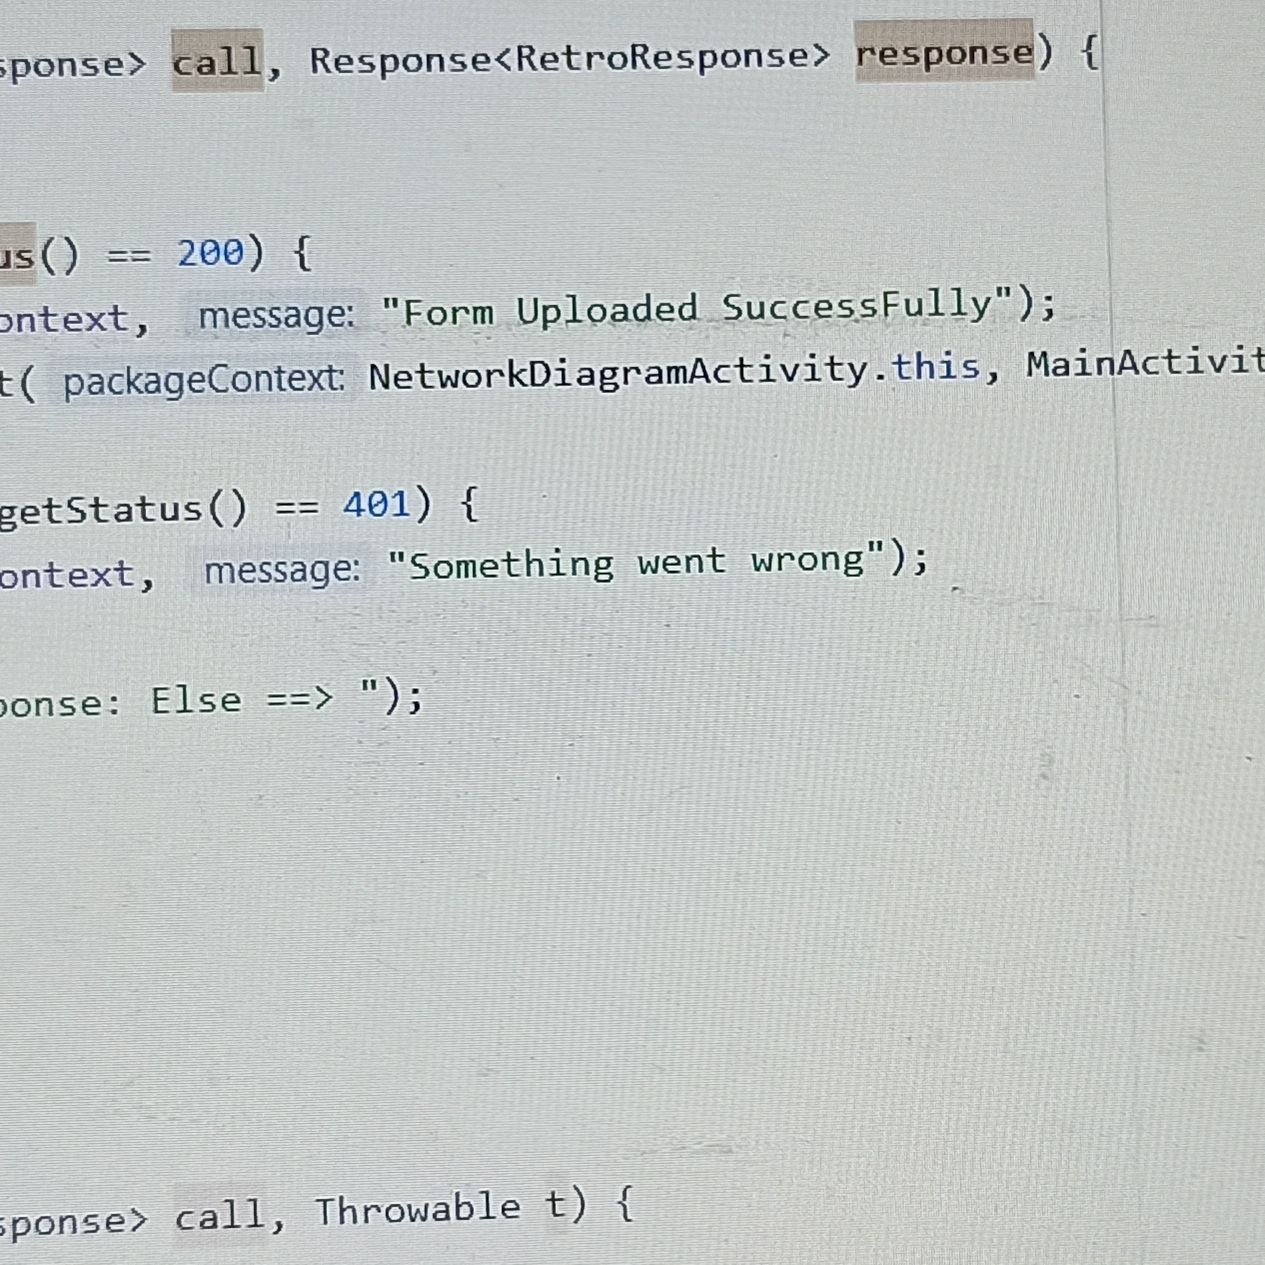 sponse> call, Response<RetroResponse> response) {
us() == 200) {
ontext, message: "Form Uploaded SuccessFully");
t( packageContext: NetworkDiagramActivity.this, MainActivit
getStatus() == 401) {
ontext, message: "Something went wrong");
ponse: Else ==> ");
sponse> call, Throwable t) {